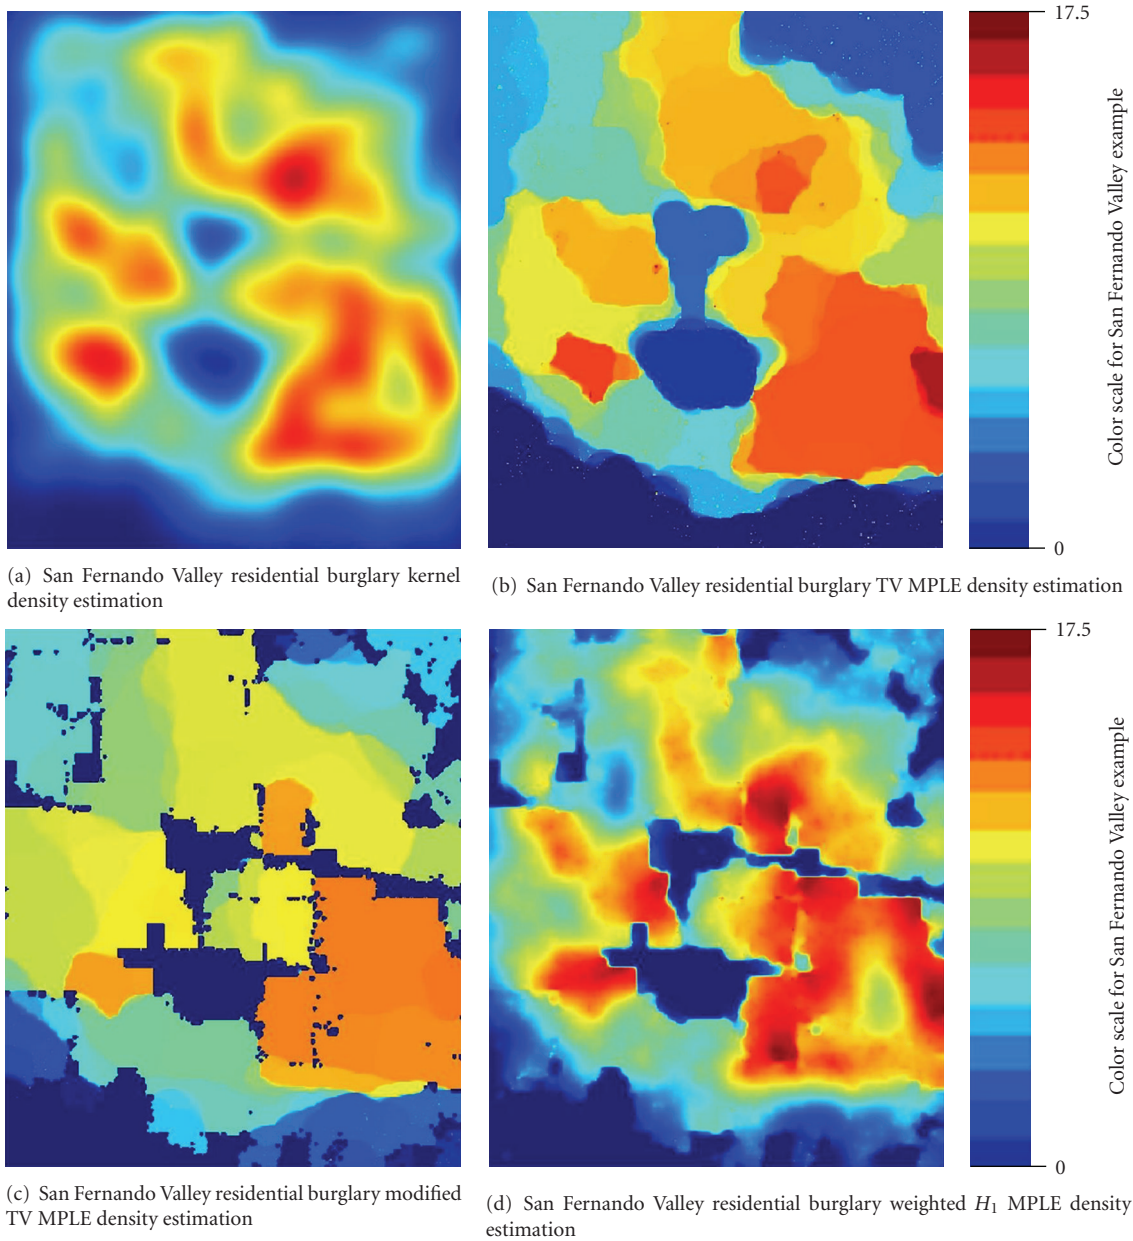 17.5
Color scale for San Fernando Valley example
0
(a) San Fernando Valley residential burglary kernel
density estimation
(b) San Fernando Valley residential burglary TV MPLE density estimation
17.5
Color scale for San Fernando Valley example
0
(c) San Fernando Valley residential burglary modified
TV MPLE density estimation
(d) San Fernando Valley residential burglary weighted H₁ MPLE density
estimation